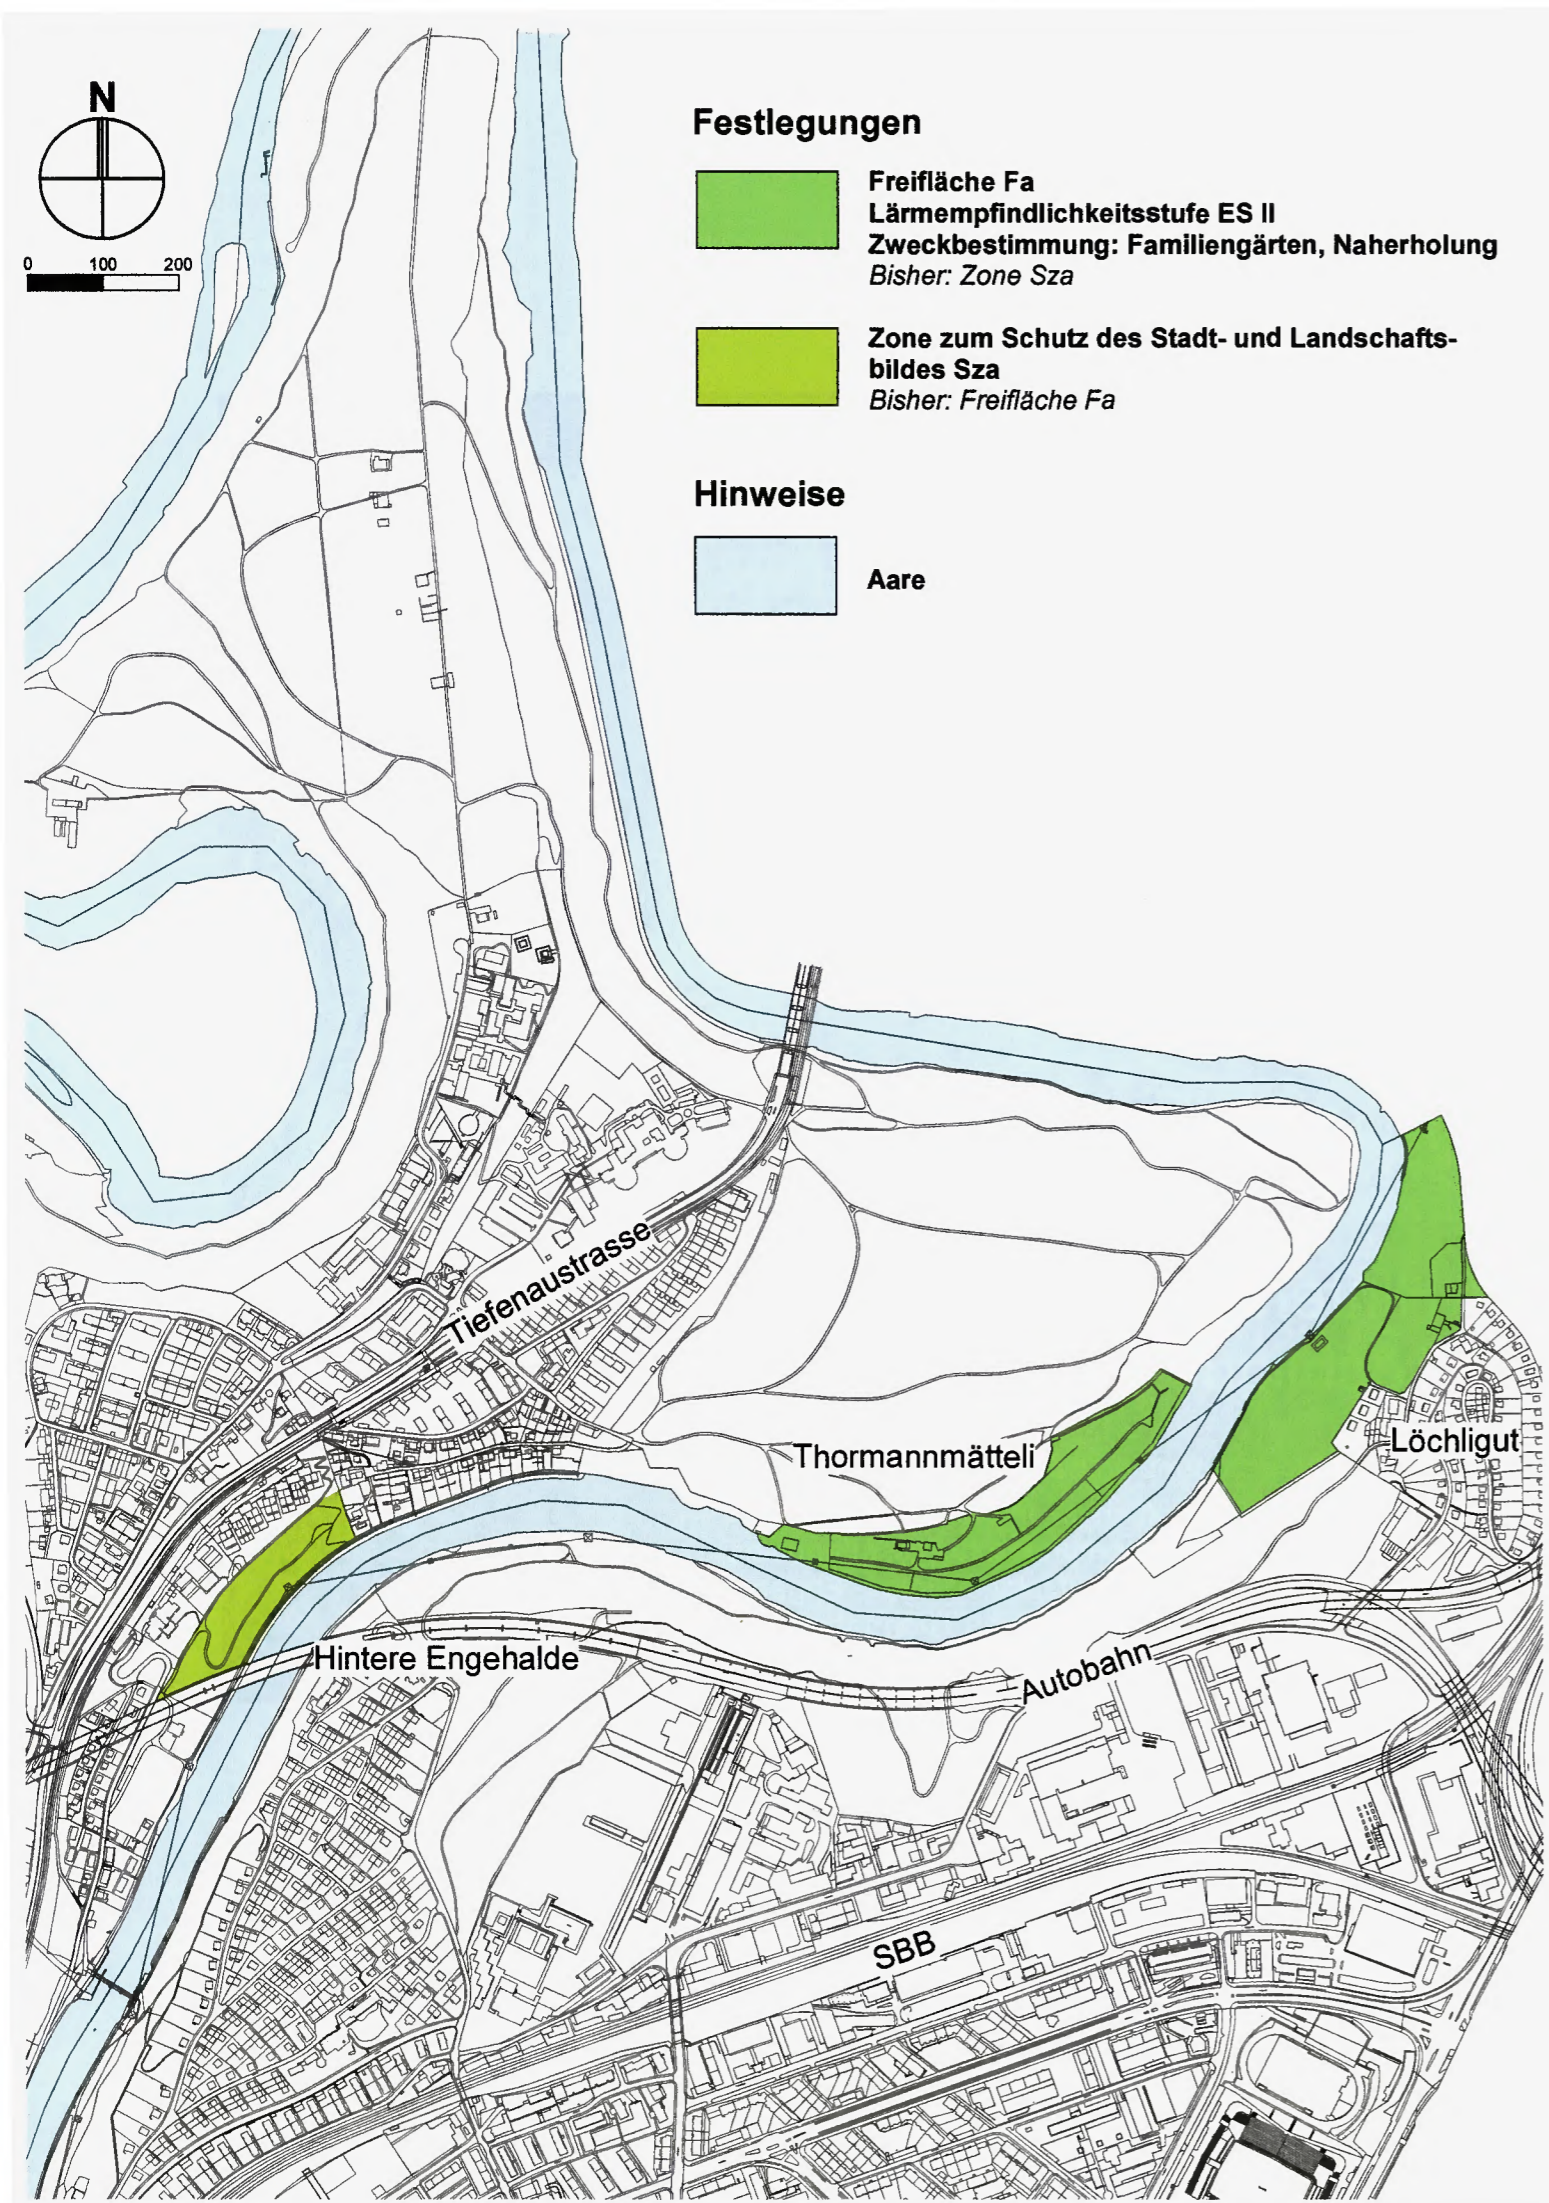 N
0 100 200
Festlegungen
Freifläche Fa
Lärmempfindlichkeitsstufe ES II
Zweckbestimmung: Familiengärten, Naherholung
Bisher: Zone Sza
Zone zum Schutz des Stadt- und Landschafts-
bildes Sza
Bisher: Freifläche Fa
Hinweise
Aare
Tiefenaustrasse
Thormannmätteli
Löchligut
Hintere Engehalde
Autobahn
SBB